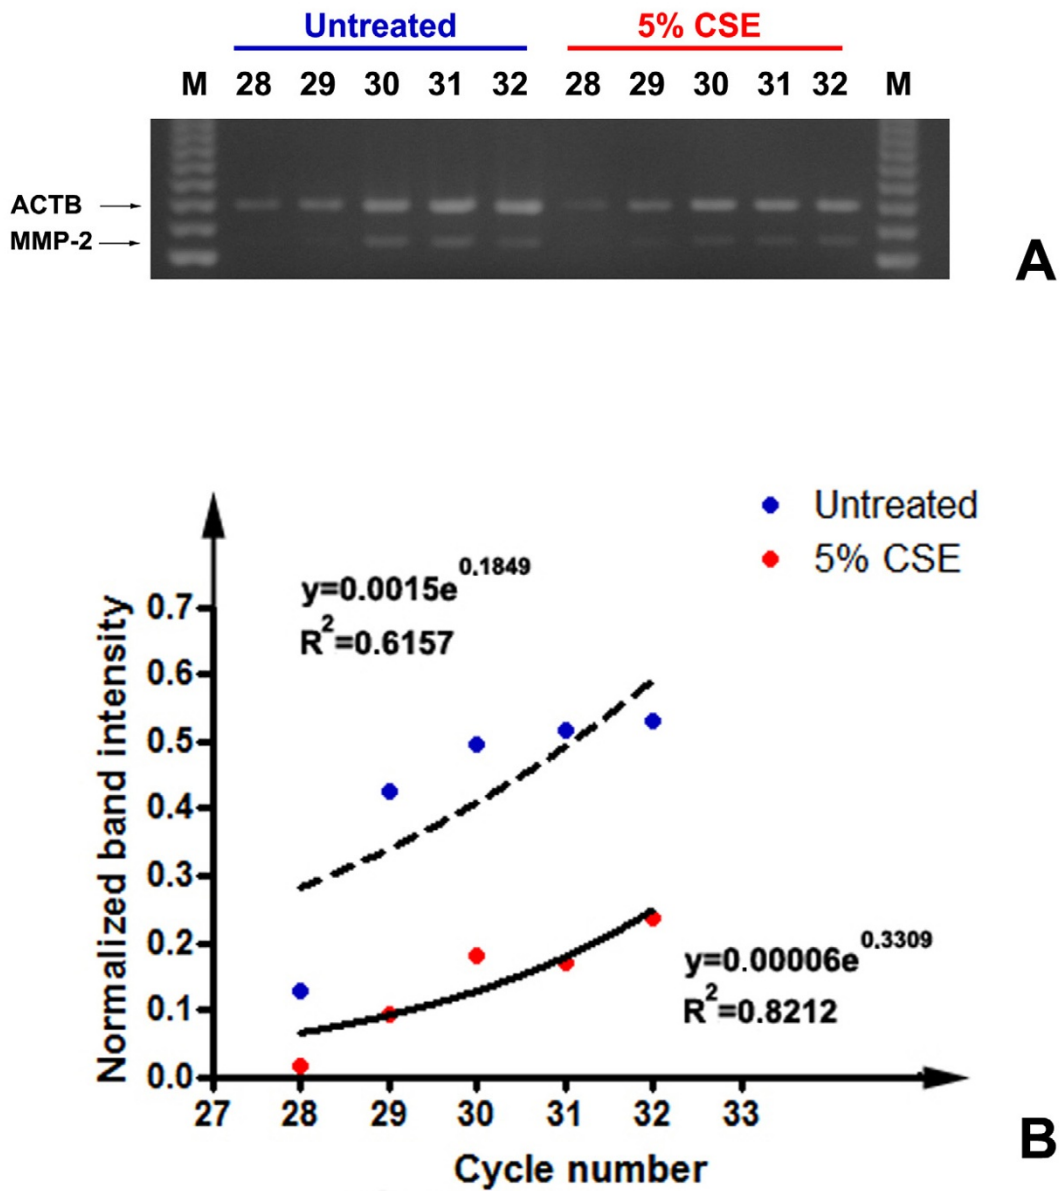 Untreated 5% CSE
M 28 29 30 31 32 28 29 30 31 32 M
ACTB
MMP-2
A
Untreated
5% CSE
y=0.0015e^0.1849
R^2=0.6157
0.7
0.6
0.5
0.4
0.3
0.2
0.1
0.0
Normalized band intensity
y=0.00006e^0.3309
R^2=0.8212
27 28 29 30 31 32 33
Cycle number
B